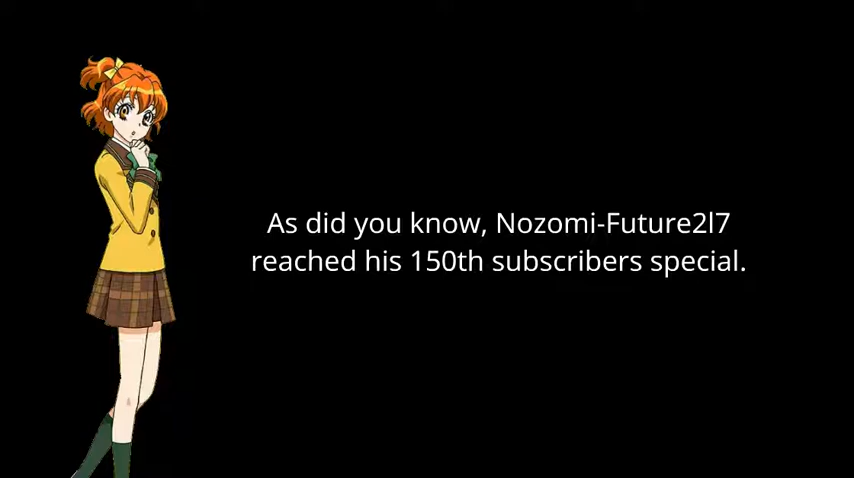 As did you know, Nozomi-Future2l7
reached his 150th subscribers special.